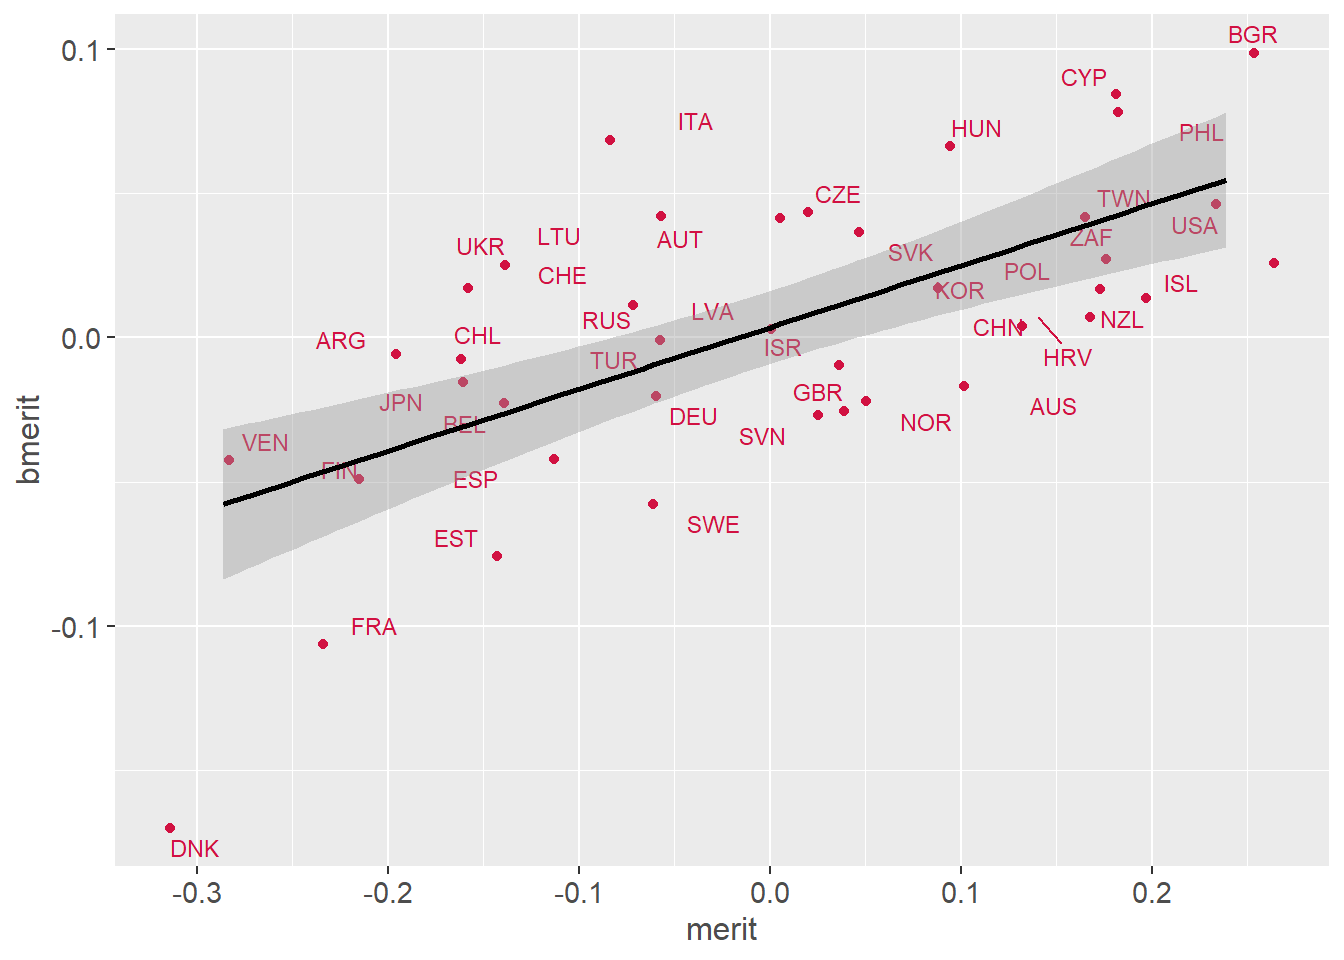 BGR
0.1
CYP
ITA
HUN
PHL
CZE
TWN
UKR
LTU
AUT
ZAF
USA
SVK
CHE
POL
ISL
KOR
LVA
RUS
NZL
CHN
ARG
CHL
0.0
ISR
HRV
TUR
GBR
JPN
AUS
DEU
NOR
BEL
SVN
VEN
bmerit
FIN
ESP
SWE
EST
-0.1
FRA
DNK
-0.3
-0.2
-0.1
0.0
0.1
0.2
merit